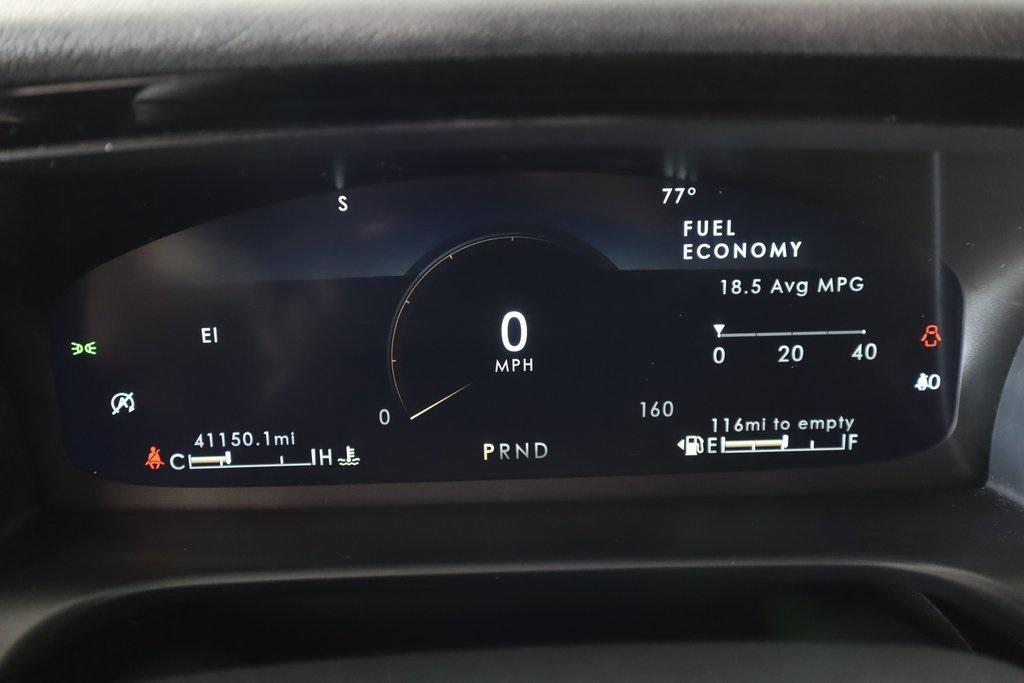 S
77°
FUEL
ECONOMY
18.5 Avg MPG
0 20 40
EI
0
MPH
0
160
41150.1mi
C H
PRND
116mi to empty
E F